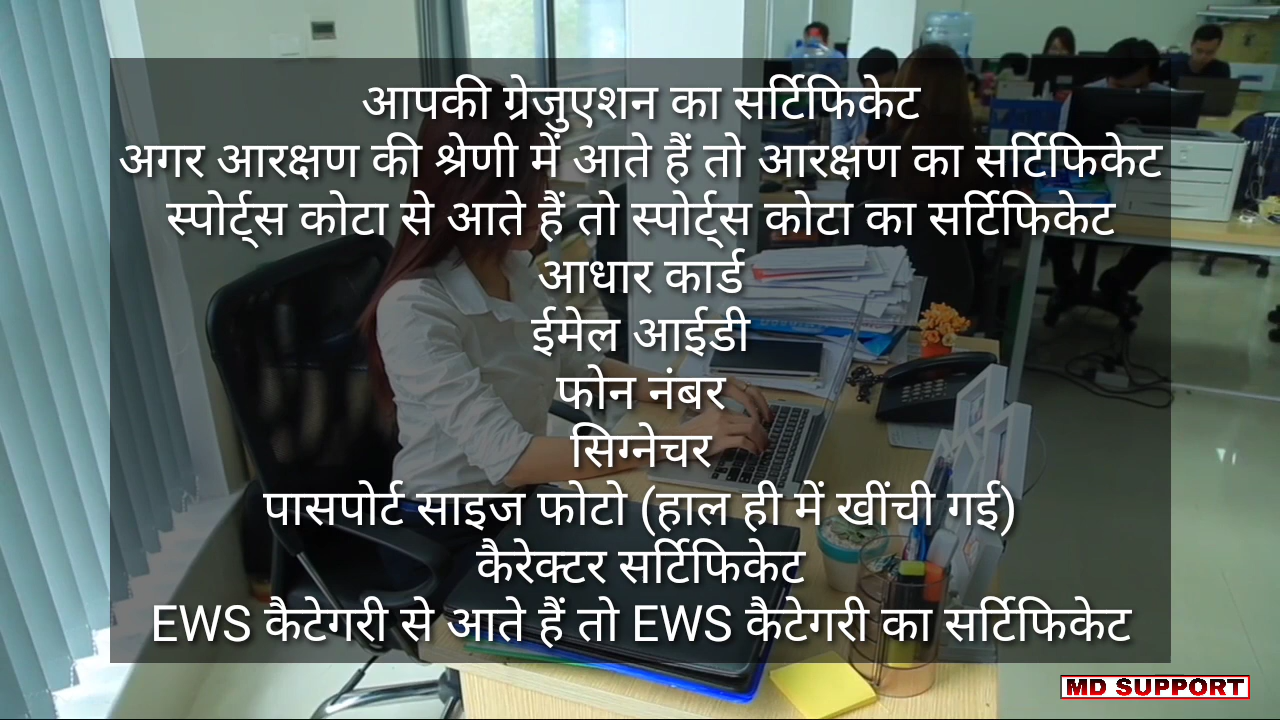 आपकी ग्रेजुएशन का सर्टिफिकेट
अगर आरक्षण की श्रेणी में आते हैं तो आरक्षण का सर्टिफिकेट
स्पोर्ट्स कोटा से आते हैं तो स्पोर्ट्स कोटा का सर्टिफिकेट
आधार कार्ड
ईमेल आईडी
फोन नंबर
सिग्नेचर
पासपोर्ट साइज फोटो (हाल ही में खींची गई)
कैरेक्टर सर्टिफिकेट
EWS कैटेगरी से आते हैं तो EWS कैटेगरी का सर्टिफिकेट
MD SUPPORT